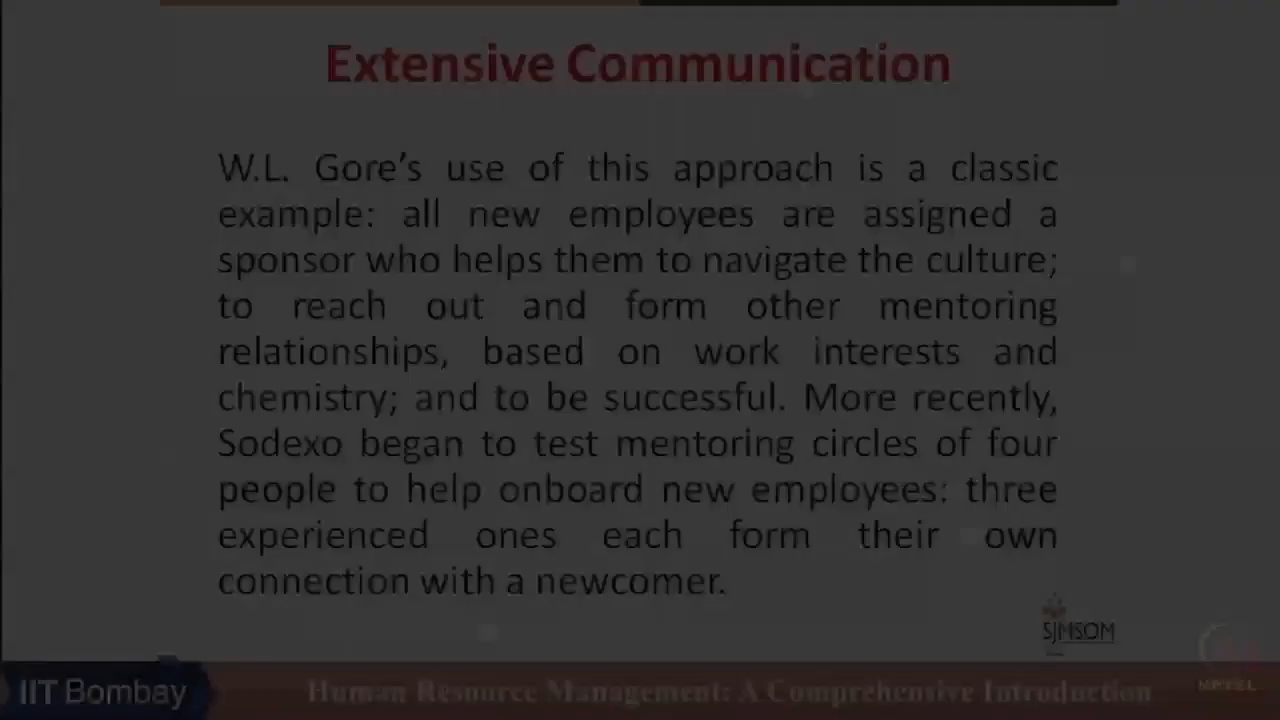 Extensive Communication
W.L. Gore's use of this approach is a classic
example: all new employees are assigned a
sponsor who helps them to navigate the culture;
to reach out and form other mentoring
relationships, based on work interests and
chemistry; and to be successful. More recently,
Sodexo began to test mentoring circles of four
people to help onboard new employees: three
experienced ones each form their own
connection with a newcomer.
SJMSOM
NPTEL
IIT Bombay
Human Resource Management: A Comprehensive Introduction